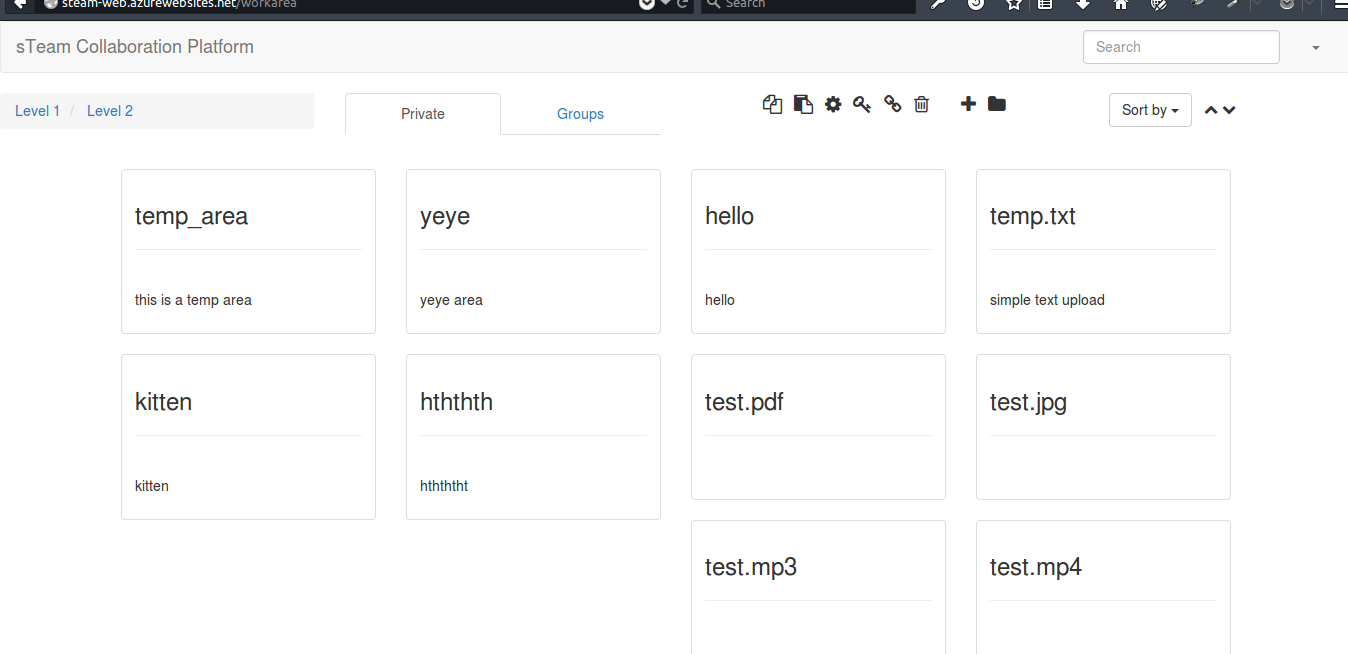 steam-web.azurewebsites.net/workarea
Search
sTeam Collaboration Platform
Search
Level 1 / Level 2
Private
Groups
Sort by
temp_area
this is a temp area
yeye
yeye area
hello
hello
temp.txt
simple text upload
kitten
kitten
hthththth
hthththt
test.pdf
test.jpg
test.mp3
test.mp4